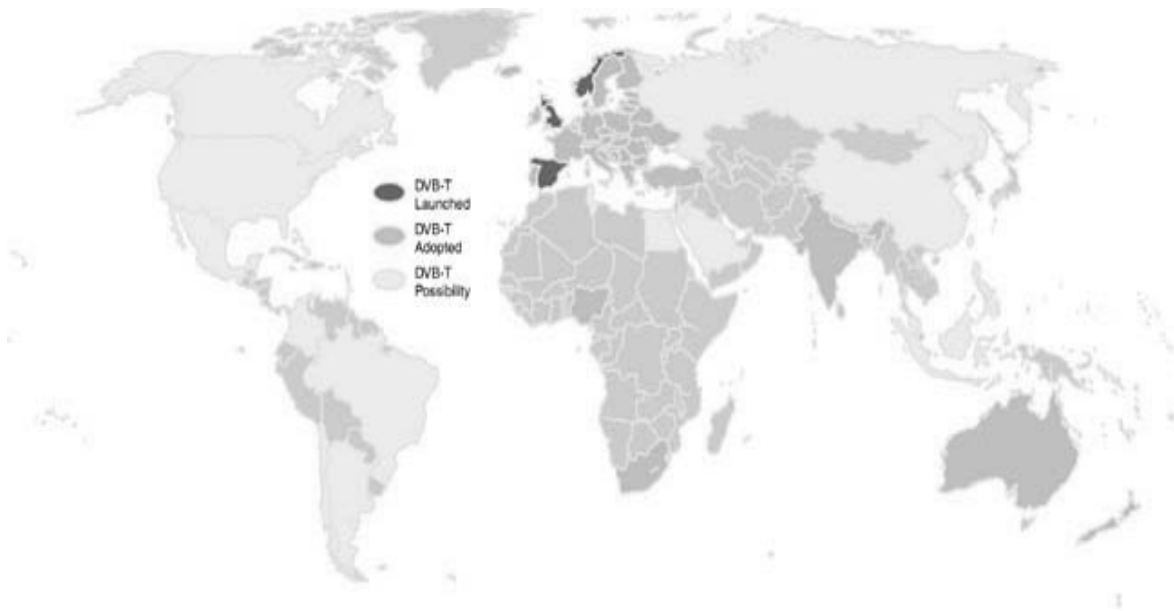 DVB-T
Launched
DVB-T
Adopted
DVB-T
Possibility